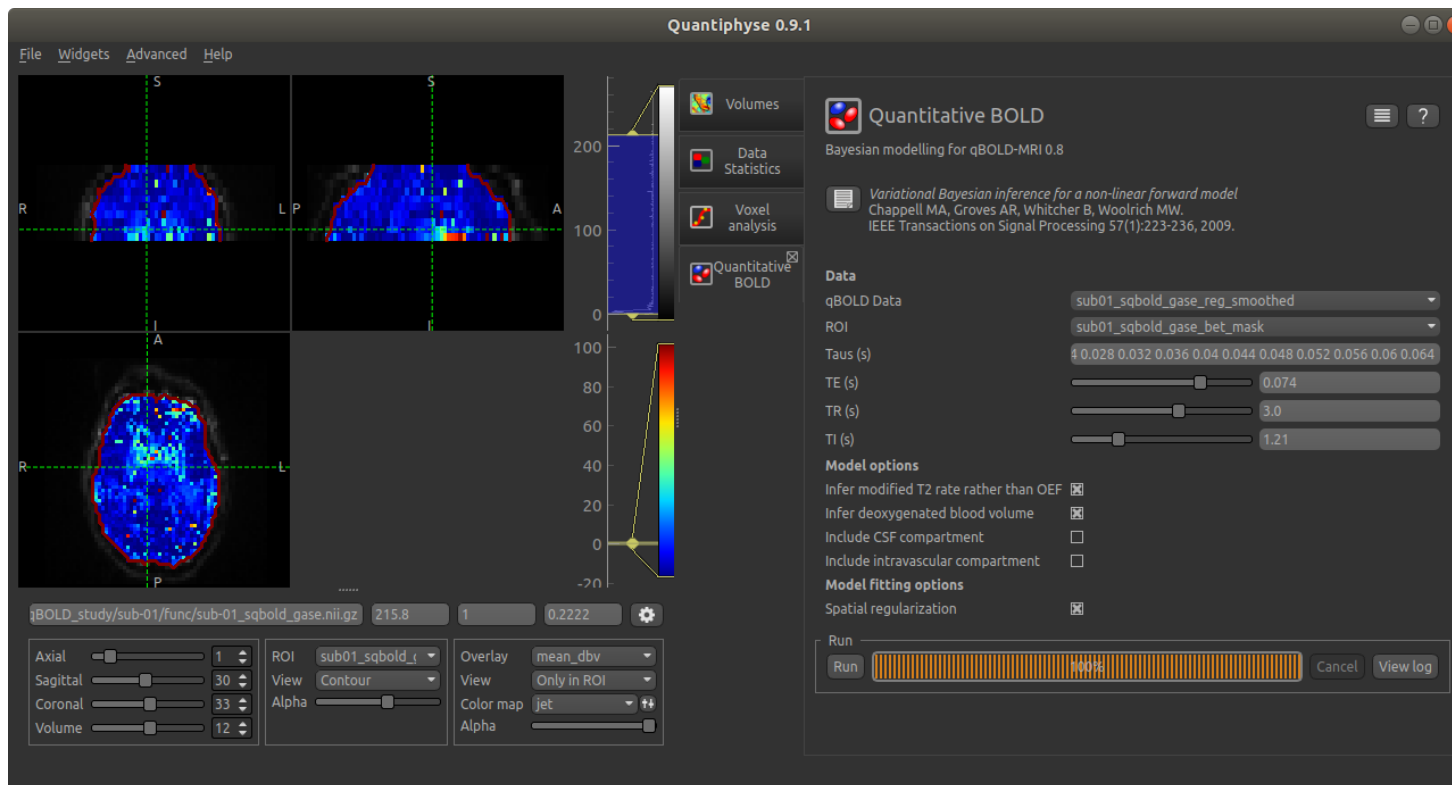 Quantiphyse 0.9.1
File Widgets Advanced Help
S
R
L
I
S
P
A
I
A
R
L
P
200
100
0
100
80
60
40
20
0
-20
Volumes
Data
Statistics
Voxel
analysis
Quantitative
BOLD
qBOLD_study/sub-01/func/sub-01_sqbold_gase.nii.gz 215.8 1 0.2222
Axial 1
Sagittal 30
Coronal 33
Volume 12
ROI sub01_sqbold_g
View Contour
Alpha
Overlay mean_dbv
View Only in ROI
Color map jet
Alpha
Quantitative BOLD
?
Bayesian modelling for qBOLD-MRI 0.8
Variational Bayesian inference for a non-linear forward model
Chappell MA, Groves AR, Whitcher B, Woolrich MW.
IEEE Transactions on Signal Processing 57(1):223-236, 2009.
Data
qBOLD Data sub01_sqbold_gase_reg_smoothed
ROI sub01_sqbold_gase_bet_mask
Taus (s) 4 0.028 0.032 0.036 0.04 0.044 0.048 0.052 0.056 0.06 0.064
TE (s) 0.074
TR (s) 3.0
TI (s) 1.21
Model options
Infer modified T2 rate rather than OEF
Infer deoxygenated blood volume
Include CSF compartment
Include intravascular compartment
Model fitting options
Spatial regularization
Run
Run 100% Cancel View log